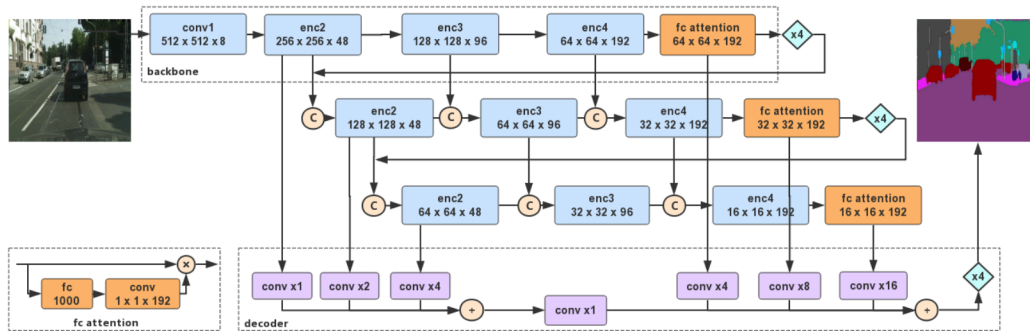 conv1
512 x 512 x 8
enc2
256 x 256 x 48
enc3
128 x 128 x 96
enc4
64 x 64 x 192
fc attention
64 x 64 x 192
x4
backbone
C
enc2
128 x 128 x 48
C
enc3
64 x 64 x 96
C
enc4
32 x 32 x 192
fc attention
32 x 32 x 192
x4
C
enc2
64 x 64 x 48
C
enc3
32 x 32 x 96
C
enc4
16 x 16 x 192
fc attention
16 x 16 x 192
fc
1000
conv
1 x 1 x 192
×
fc attention
conv x1
conv x2
conv x4
+
conv x1
conv x4
conv x8
conv x16
+
x4
decoder